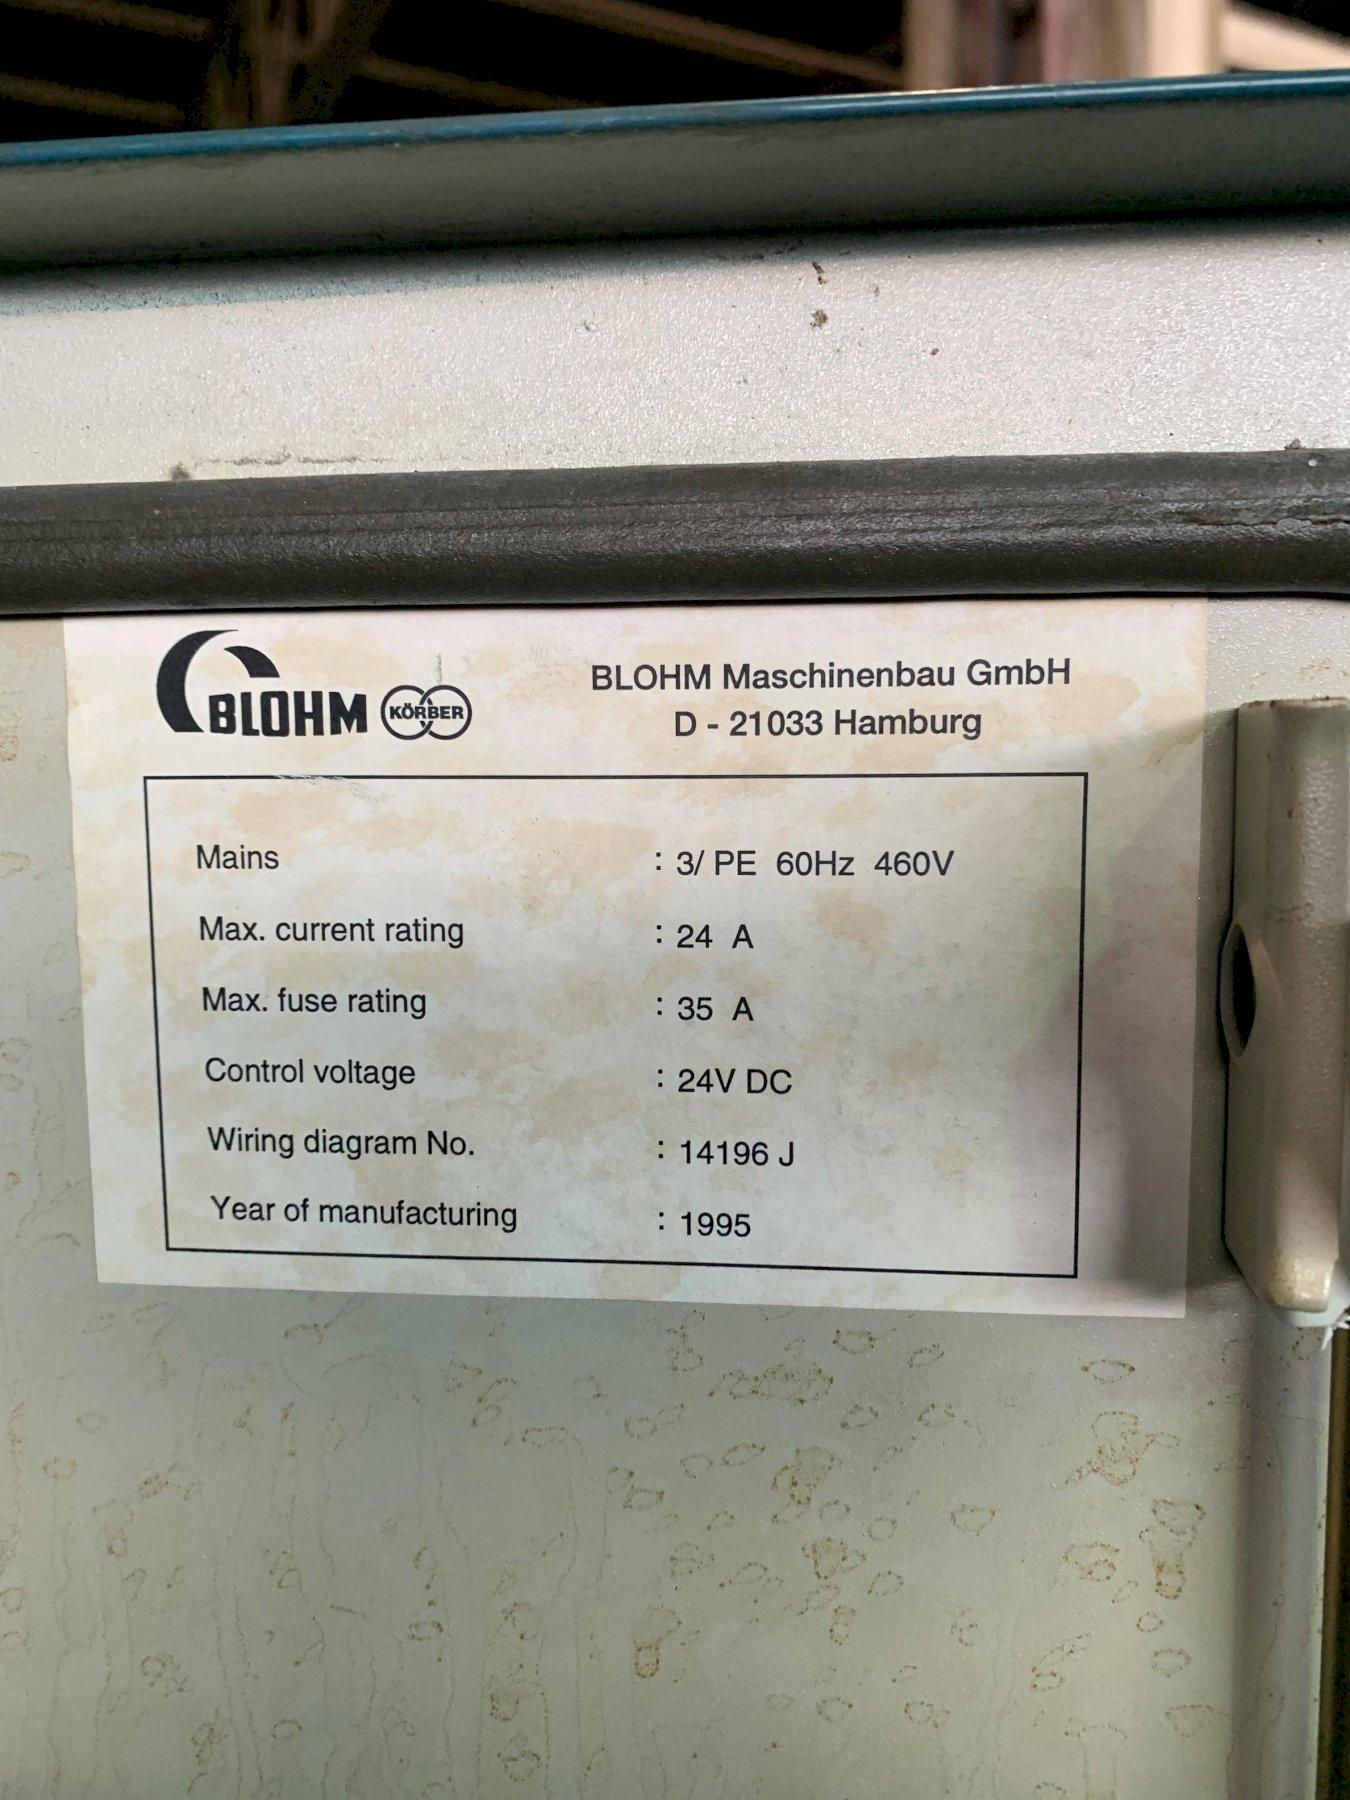 BLOHM KÖRBER
BLOHM Maschinenbau GmbH
D - 21033 Hamburg
Mains : 3/ PE 60Hz 460V
Max. current rating : 24 A
Max. fuse rating : 35 A
Control voltage : 24V DC
Wiring diagram No. : 14196 J
Year of manufacturing : 1995